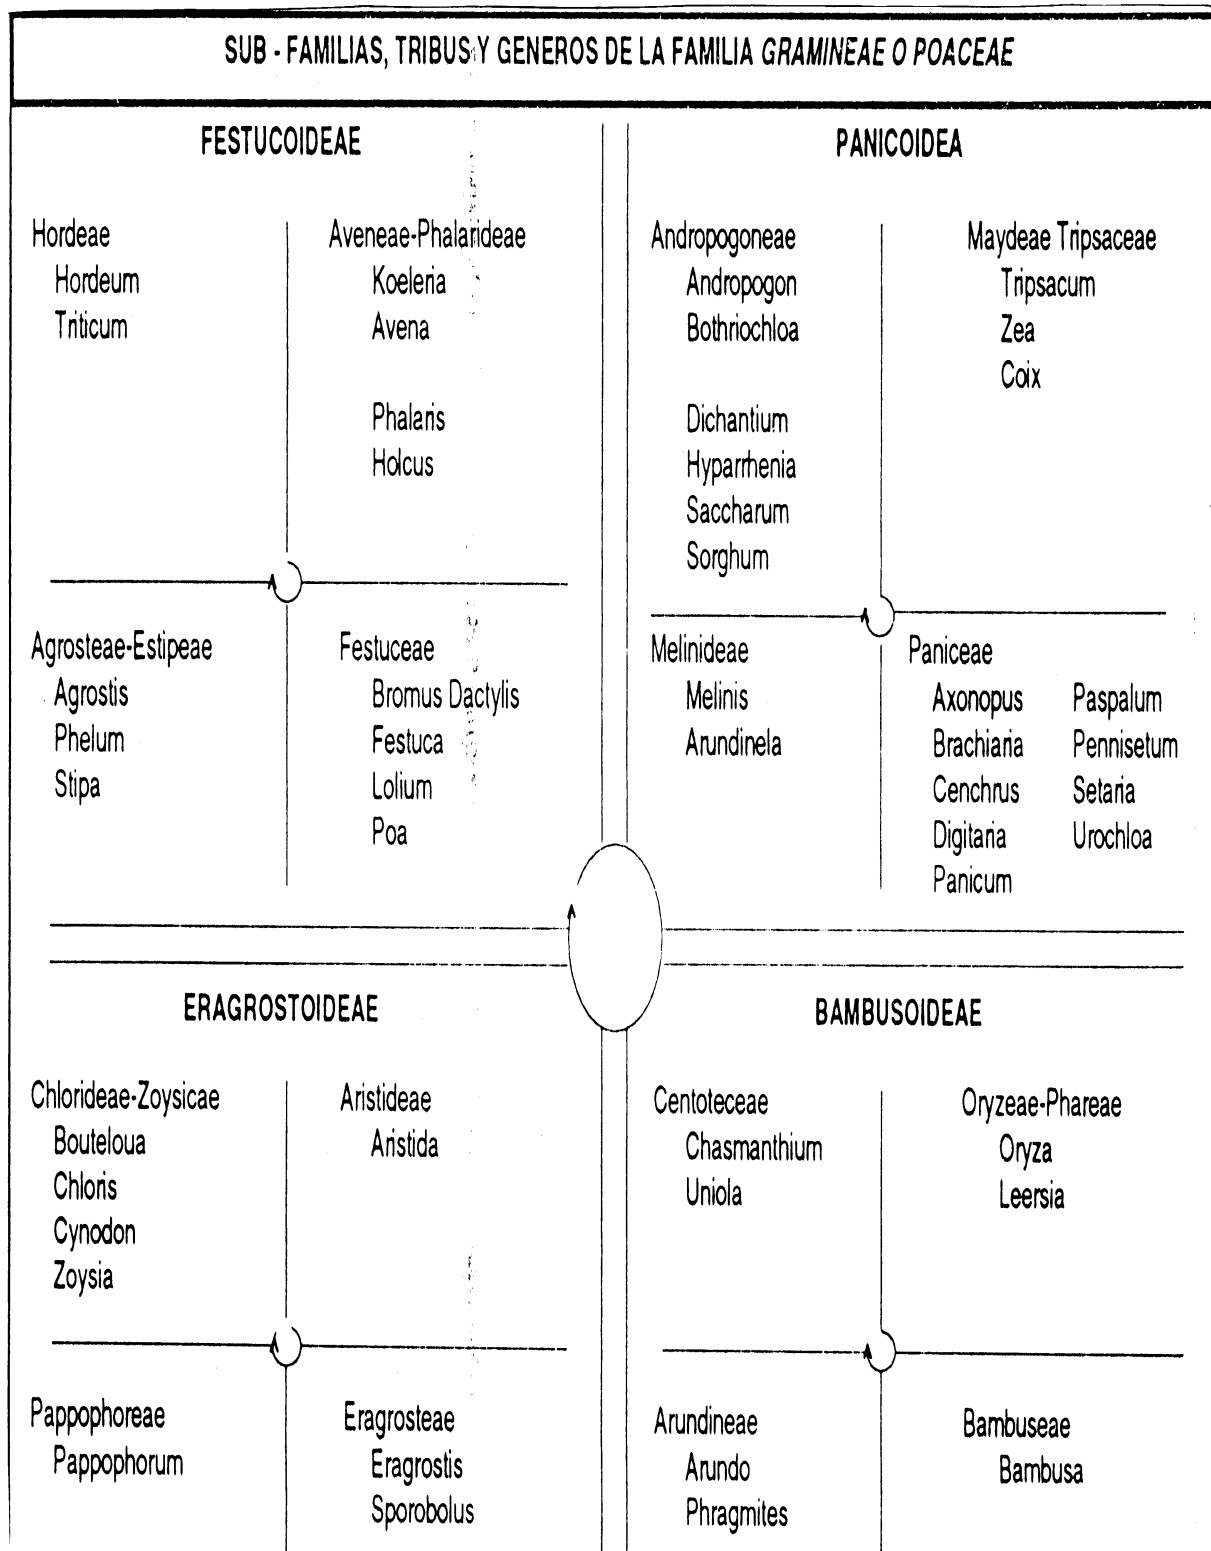 SUB - FAMILIAS, TRIBUS Y GENEROS DE LA FAMILIA GRAMINEAE O POACEAE
FESTUCOIDEAE
Hordeae
Hordeum
Triticum
Aveneae-Phalarideae
Koeleria
Avena
Phalaris
Holcus
Agrosteae-Estipeae
Agrostis
Phelum
Stipa
Festuceae
Bromus Dactylis
Festuca
Lolium
Poa
PANICOIDEA
Andropogoneae
Andropogon
Bothriochloa
Dichantium
Hyparrhenia
Saccharum
Sorghum
Maydeae Tripsaceae
Tripsacum
Zea
Coix
Melinideae
Melinis
Arundinela
Paniceae
Axonopus Paspalum
Brachiaria Pennisetum
Cenchrus Setaria
Digitaria Urochloa
Panicum
ERAGROSTOIDEAE
Chlorideae-Zoysicae
Bouteloua
Chloris
Cynodon
Zoysia
Aristideae
Aristida
Pappophoreae
Pappophorum
Eragrosteae
Eragrostis
Sporobolus
BAMBUSOIDEAE
Centoteceae
Chasmanthium
Uniola
Oryzeae-Phareae
Oryza
Leersia
Arundineae
Arundo
Phragmites
Bambuseae
Bambusa